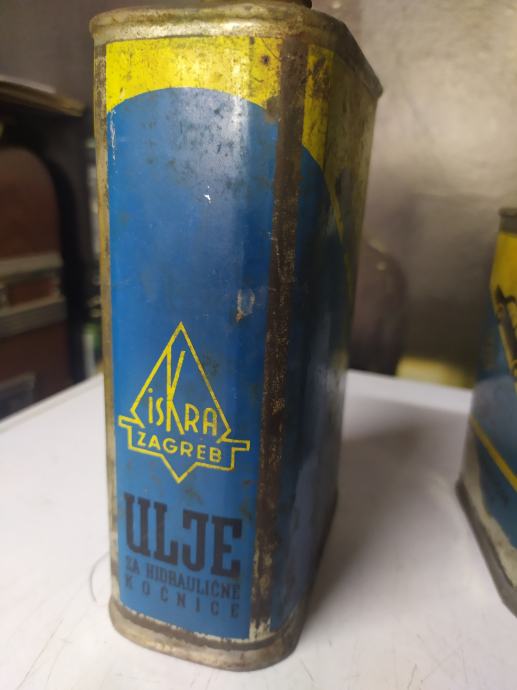 isKRA
ZAGREB
ULJE
ZA HIDRAULIČNE
KOČNICE